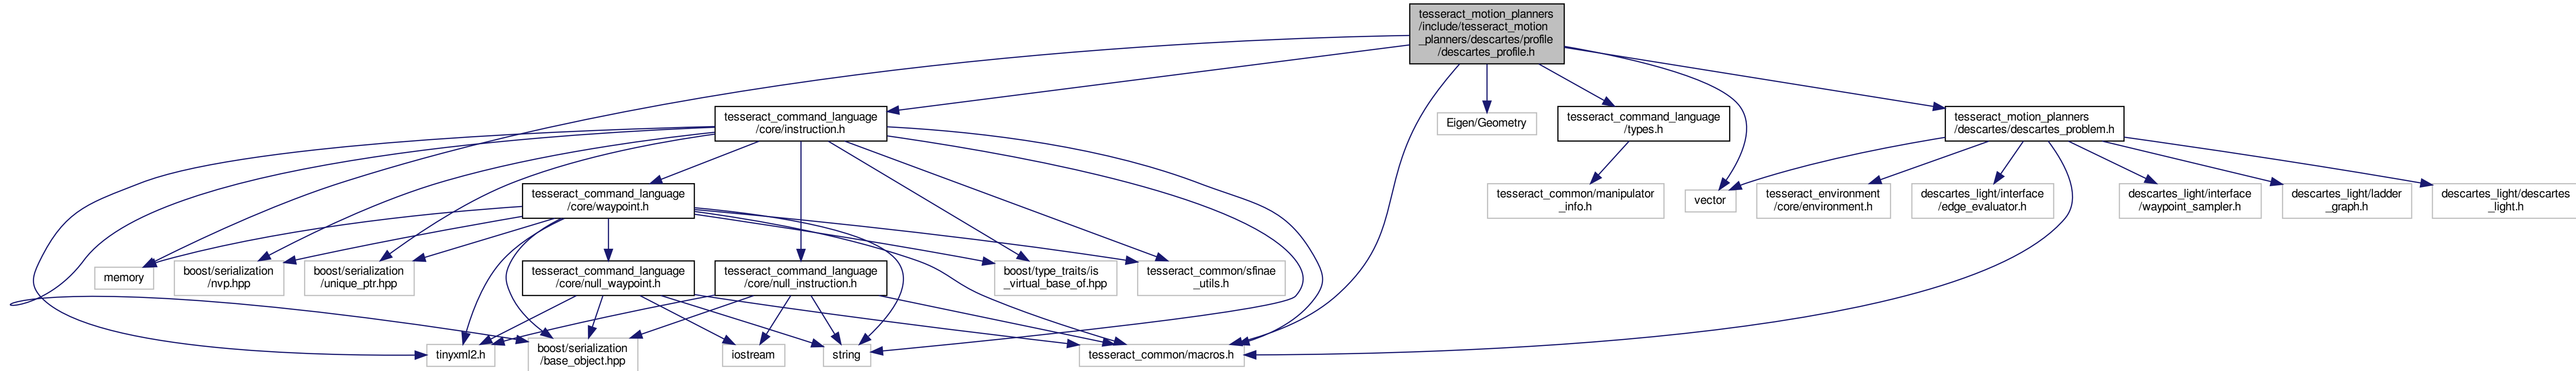 tesseract_motion_planners
/include/tesseract_motion
_planners/descartes/profile
/descartes_profile.h
tesseract_command_language
/core/instruction.h
Eigen/Geometry
tesseract_command_language
/types.h
tesseract_motion_planners
/descartes/descartes_problem.h
tesseract_command_language
/core/waypoint.h
tesseract_common/manipulator
_info.h
vector
tesseract_environment
/core/environment.h
descartes_light/interface
/edge_evaluator.h
descartes_light/interface
/waypoint_sampler.h
descartes_light/ladder
_graph.h
descartes_light/descartes
_light.h
memory
boost/serialization
/nvp.hpp
boost/serialization
/unique_ptr.hpp
tesseract_command_language
/core/null_waypoint.h
tesseract_command_language
/core/null_instruction.h
boost/type_traits/is
_virtual_base_of.hpp
tesseract_common/sfinae
_utils.h
tinyxml2.h
boost/serialization
/base_object.hpp
iostream
string
tesseract_common/macros.h